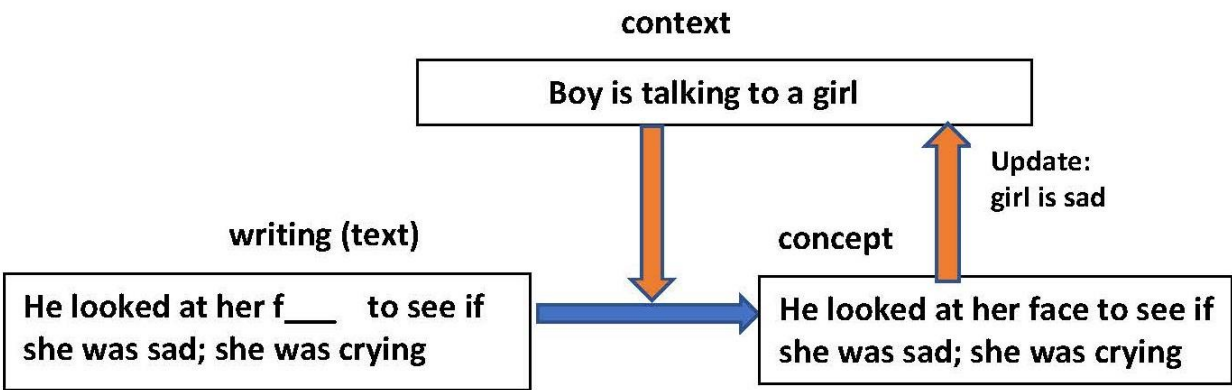 context
Boy is talking to a girl
Update:
girl is sad
writing (text)
concept
He looked at her f___ to see if
she was sad; she was crying
He looked at her face to see if
she was sad; she was crying